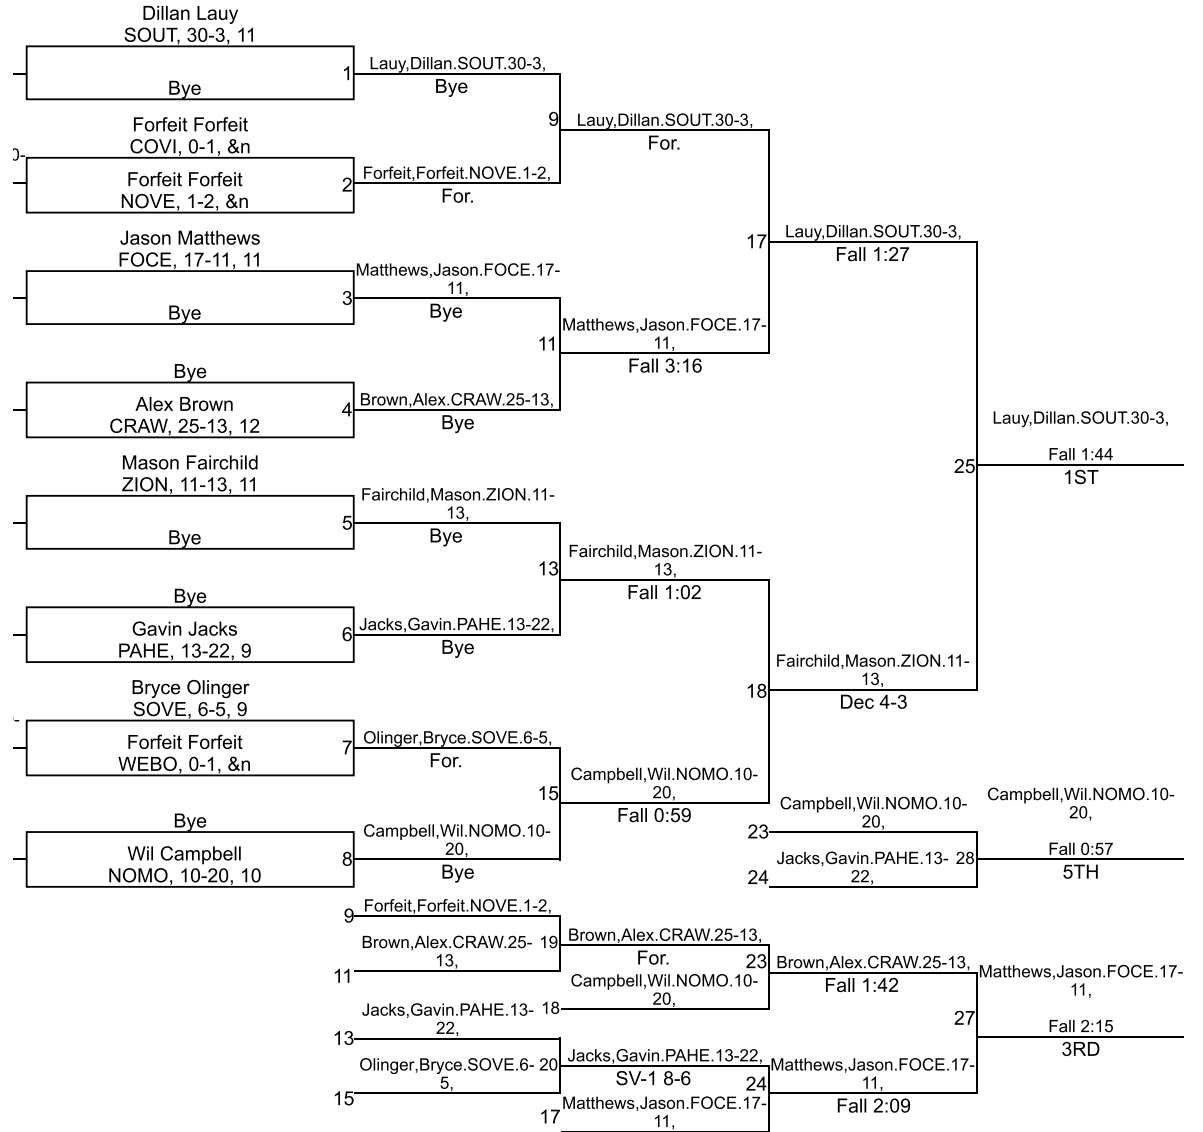 Dillan Lauy
SOUT, 30-3, 11
Bye
1
Lauy,Dillan.SOUT.30-3,
Bye
9
Lauy,Dillan.SOUT.30-3,
For.
Forfeit Forfeit
COVI, 0-1, &n
0-
Forfeit Forfeit
NOVE, 1-2, &n
2
Forfeit,Forfeit.NOVE.1-2,
For.
17
Lauy,Dillan.SOUT.30-3,
Fall 1:27
Jason Matthews
FOCE, 17-11, 11
Bye
3
Matthews,Jason.FOCE.17-
11,
Bye
11
Matthews,Jason.FOCE.17-
11,
Fall 3:16
Bye
Alex Brown
CRAW, 25-13, 12
4
Brown,Alex.CRAW.25-13,
Bye
25
Lauy,Dillan.SOUT.30-3,
Fall 1:44
1ST
Mason Fairchild
ZION, 11-13, 11
Bye
5
Fairchild,Mason.ZION.11-
13,
Bye
13
Fairchild,Mason.ZION.11-
13,
Fall 1:02
Bye
Gavin Jacks
PAHE, 13-22, 9
6
Jacks,Gavin.PAHE.13-22,
Bye
18
Fairchild,Mason.ZION.11-
13,
Dec 4-3
Bryce Olinger
SOVE, 6-5, 9
Forfeit Forfeit
WEBO, 0-1, &n
7
Olinger,Bryce.SOVE.6-5,
For.
15
Campbell,Wil.NOMO.10-
20,
Fall 0:59
Bye
Wil Campbell
NOMO, 10-20, 10
8
Campbell,Wil.NOMO.10-
20,
Bye
23
Campbell,Wil.NOMO.10-
20,
24
Jacks,Gavin.PAHE.13-
22,
28
Campbell,Wil.NOMO.10-
20,
Fall 0:57
5TH
9
Forfeit,Forfeit.NOVE.1-2,
11
Brown,Alex.CRAW.25-
13,
19
Brown,Alex.CRAW.25-13,
For.
18
Campbell,Wil.NOMO.10-
20,
23
Brown,Alex.CRAW.25-13,
Fall 1:42
13
Jacks,Gavin.PAHE.13-
22,
15
Olinger,Bryce.SOVE.6-
5,
20
Jacks,Gavin.PAHE.13-22,
SV-1 8-6
17
Matthews,Jason.FOCE.17-
11,
24
Matthews,Jason.FOCE.17-
11,
Fall 2:09
27
Matthews,Jason.FOCE.17-
11,
Fall 2:15
3RD